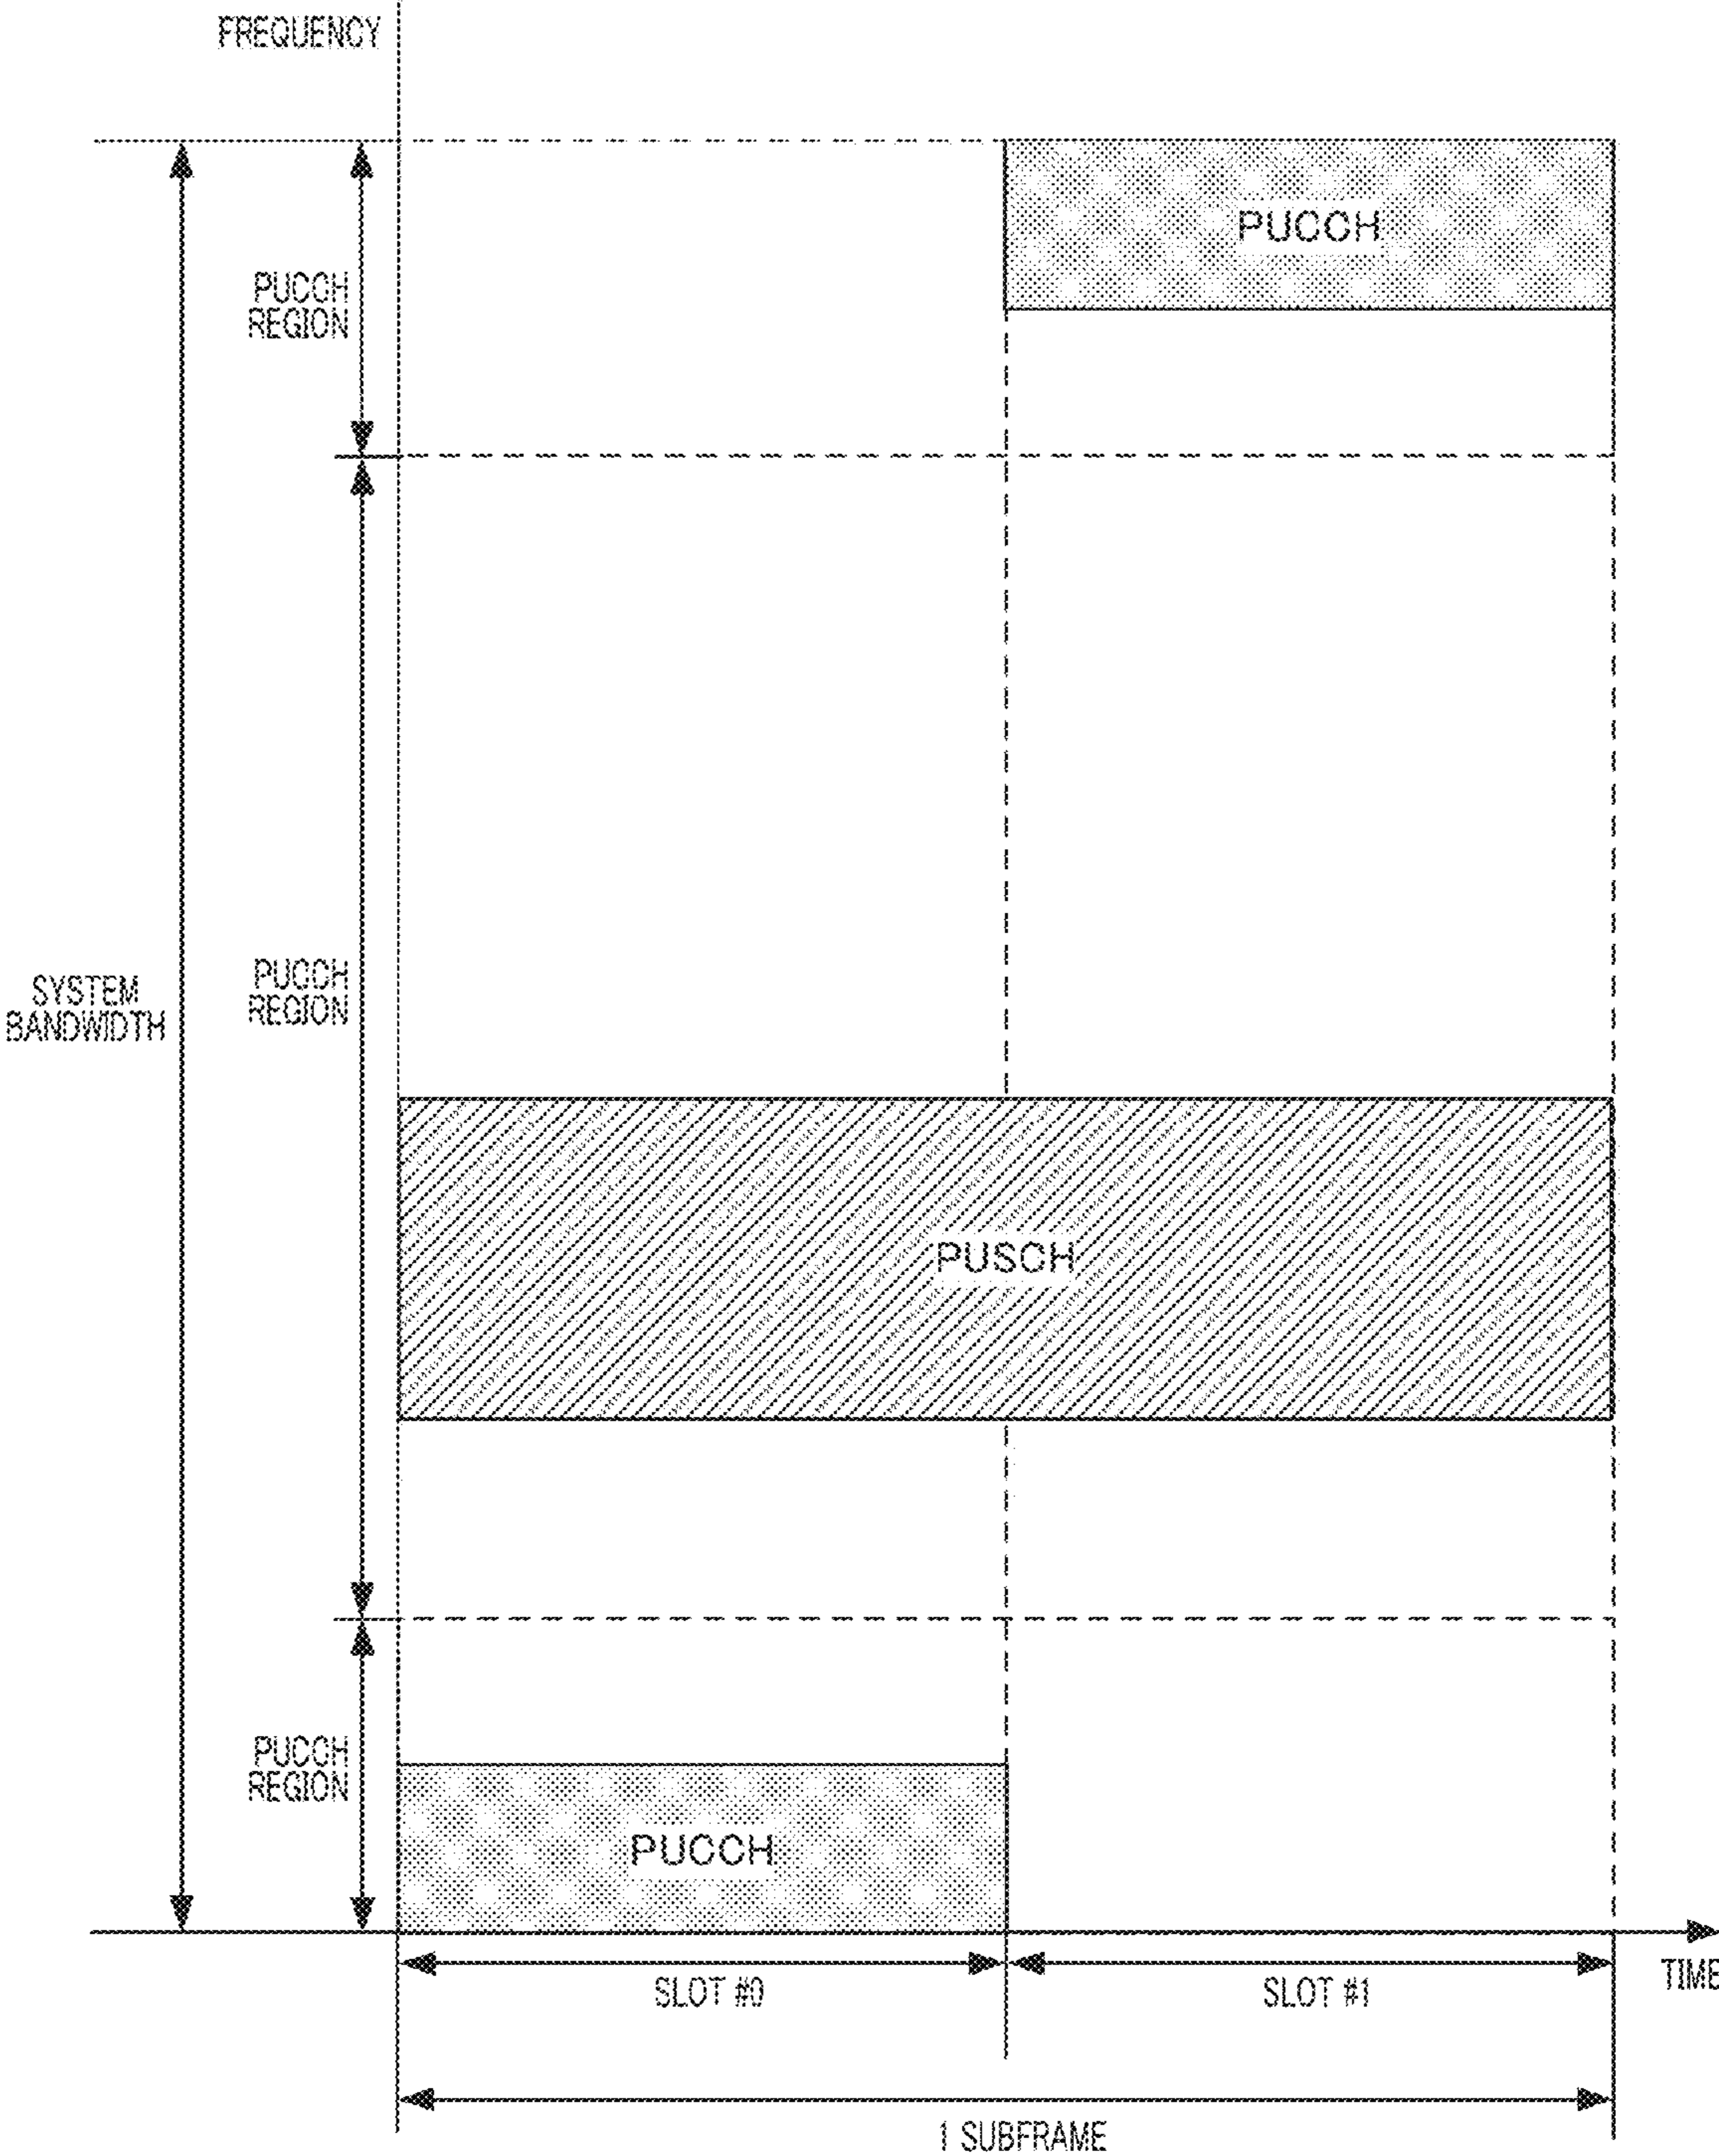 FREQUENCY
PUCCH
PUCCH
REGION
SYSTEM
BANDWIDTH
PUCCH
REGION
PUSCH
PUCCH
REGION
PUCCH
SLOT #0
SLOT #1
TIME
1 SUBFRAME